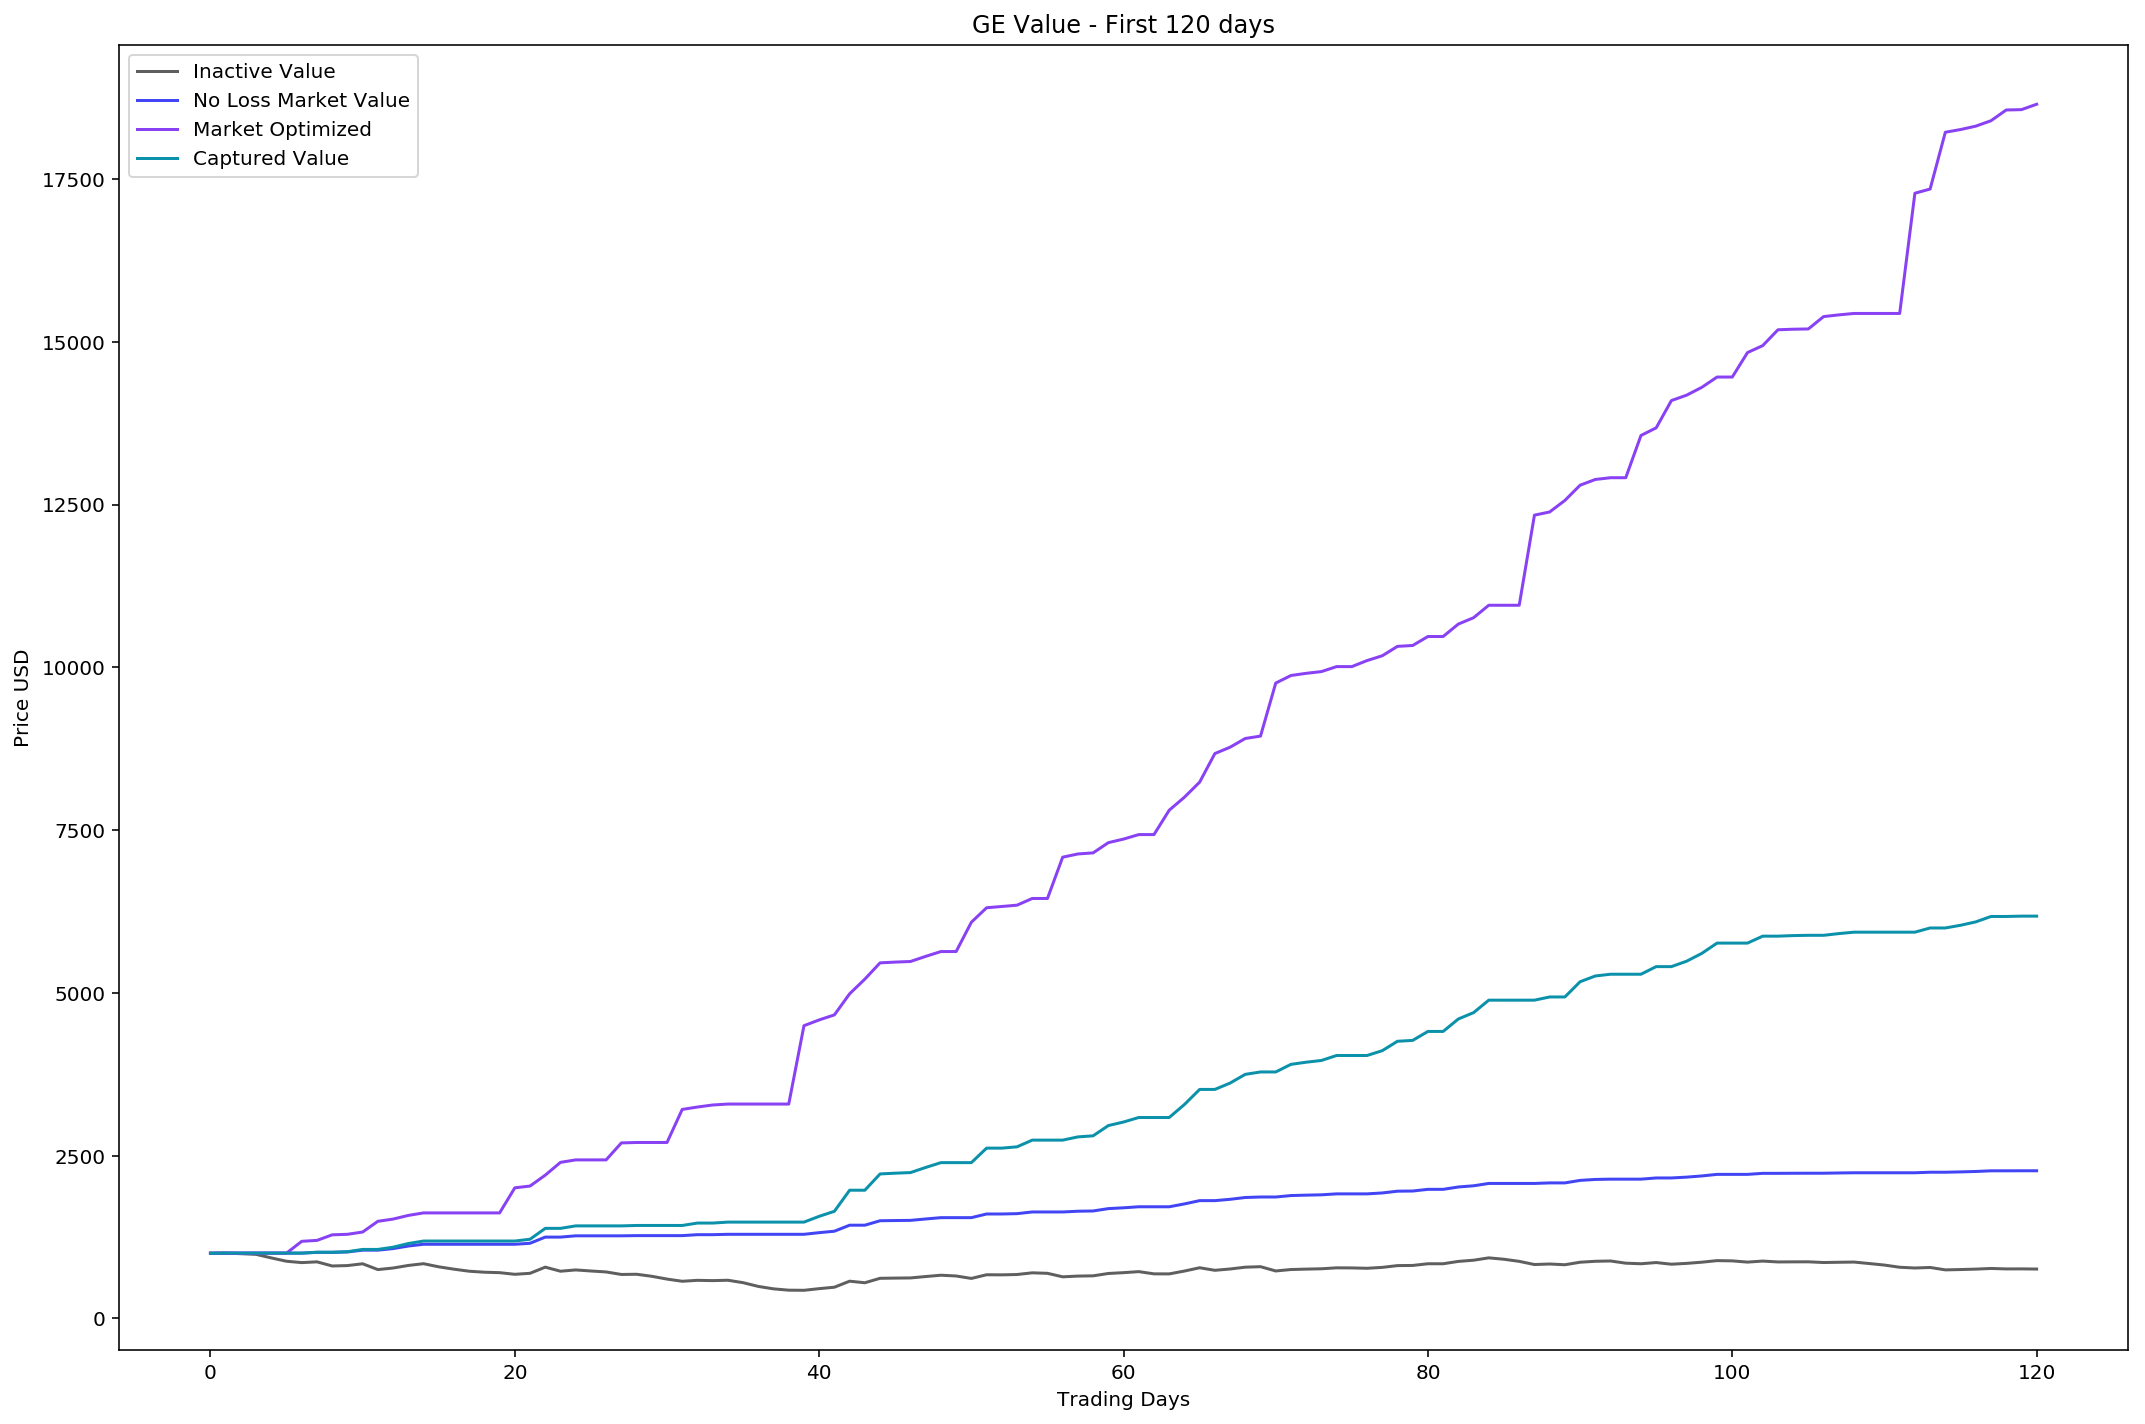 GE Value - First 120 days
Inactive Value
No Loss Market Value
Market Optimized
Captured Value
17500
15000
12500
10000
7500
5000
2500
0
Price USD
0 20 40 60 80 100 120
Trading Days